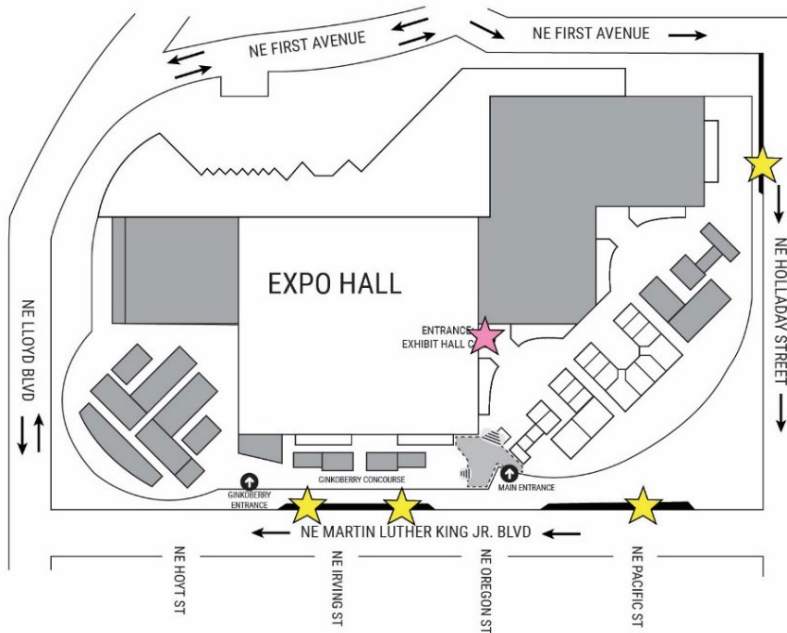 NE FIRST AVENUE
NE FIRST AVENUE
EXPO HALL
ENTRANCE
EXHIBIT HALL C
NE LLOYD BLVD
NE HOLLADAY STREET
GINKOBERRY CONCOURSE
GINKOBERRY
ENTRANCE
MAIN ENTRANCE
NE MARTIN LUTHER KING JR. BLVD
NE HOYT ST
NE IRVING ST
NE OREGON ST
NE PACIFIC ST